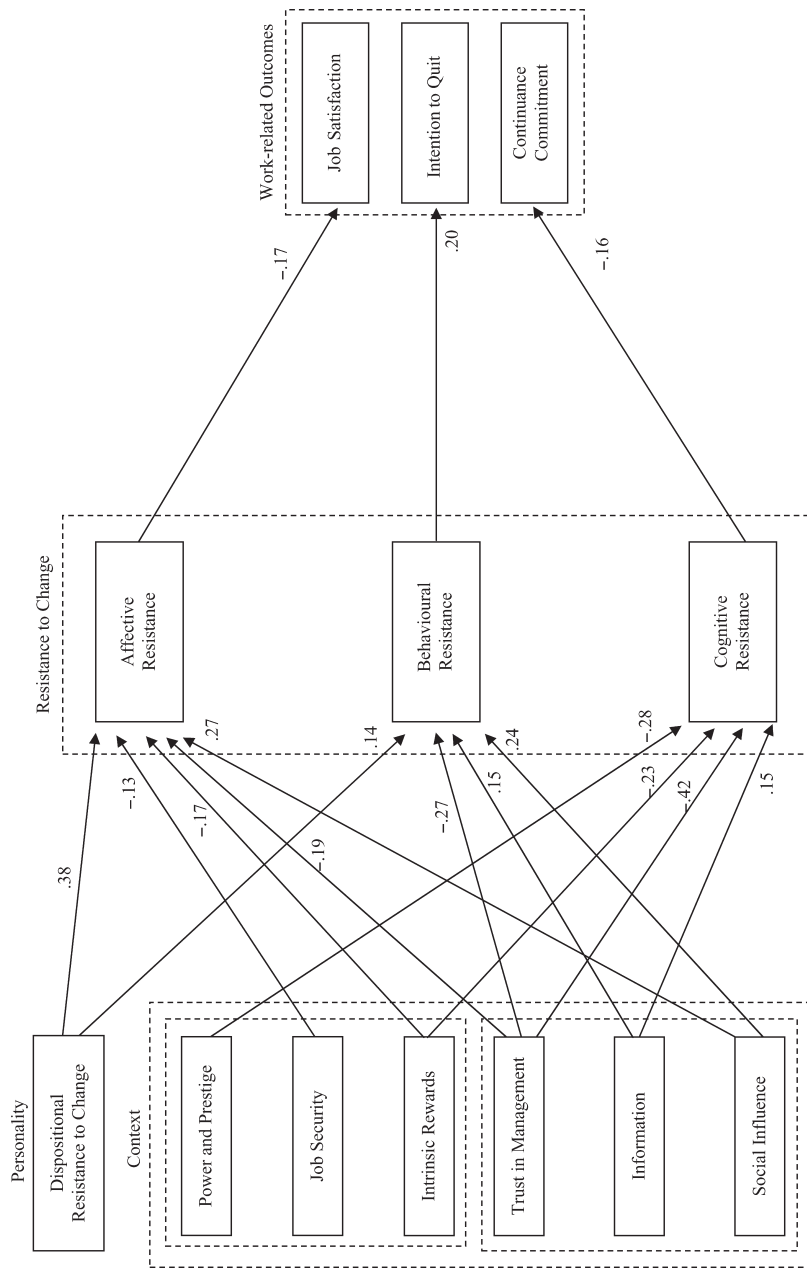 Personality
Dispositional
Resistance to Change
Context
Power and Prestige
Job Security
Intrinsic Rewards
Trust in Management
Information
Social Influence
.38
–.13
–.17
–.19
.27
.14
–.27
.15
.24
–.28
–.23
–.42
.15
Resistance to Change
Affective
Resistance
Behavioural
Resistance
Cognitive
Resistance
–.17
.20
–.16
Work-related Outcomes
Job Satisfaction
Intention to Quit
Continuance
Commitment